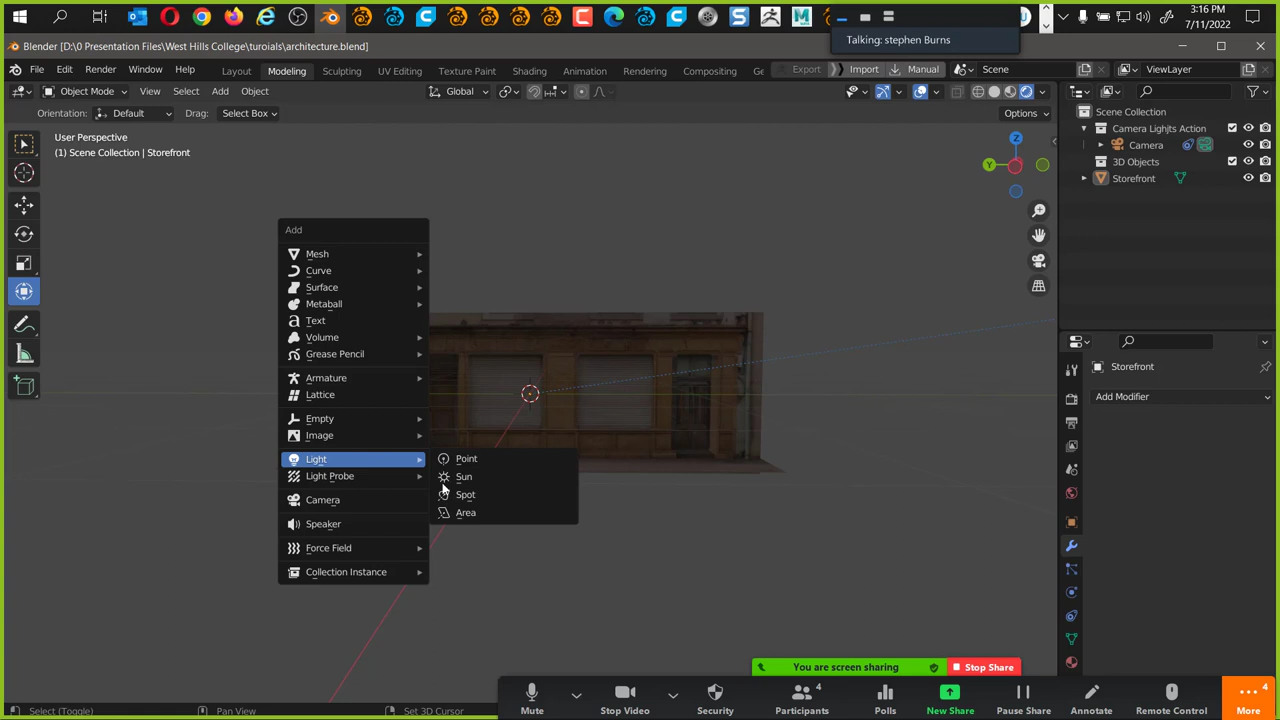 3:16 PM
7/11/2022
Talking: stephen Burns
Blender [D:\0 Presentation Files\West Hills College\turoials\architecture.blend]
File Edit Render Window Help Layout Modeling Sculpting UV Editing Texture Paint Shading Animation Rendering Compositing Ge Export Import Manual Scene ViewLayer
Object Mode View Select Add Object Global
Orientation: Default Drag: Select Box Options
User Perspective
(1) Scene Collection | Storefront
Z
Y
Add
Mesh
Curve
Surface
Metaball
Text
Volume
Grease Pencil
Armature
Lattice
Empty
Image
Light
Light Probe
Camera
Speaker
Force Field
Collection Instance
Point
Sun
Spot
Area
Scene Collection
Camera Lights Action
Camera
3D Objects
Storefront
Storefront
Add Modifier
You are screen sharing Stop Share
Select (Toggle) Pan View Set 3D Cursor
Mute Stop Video Security Participants 4 Polls New Share Pause Share Annotate Remote Control More 4